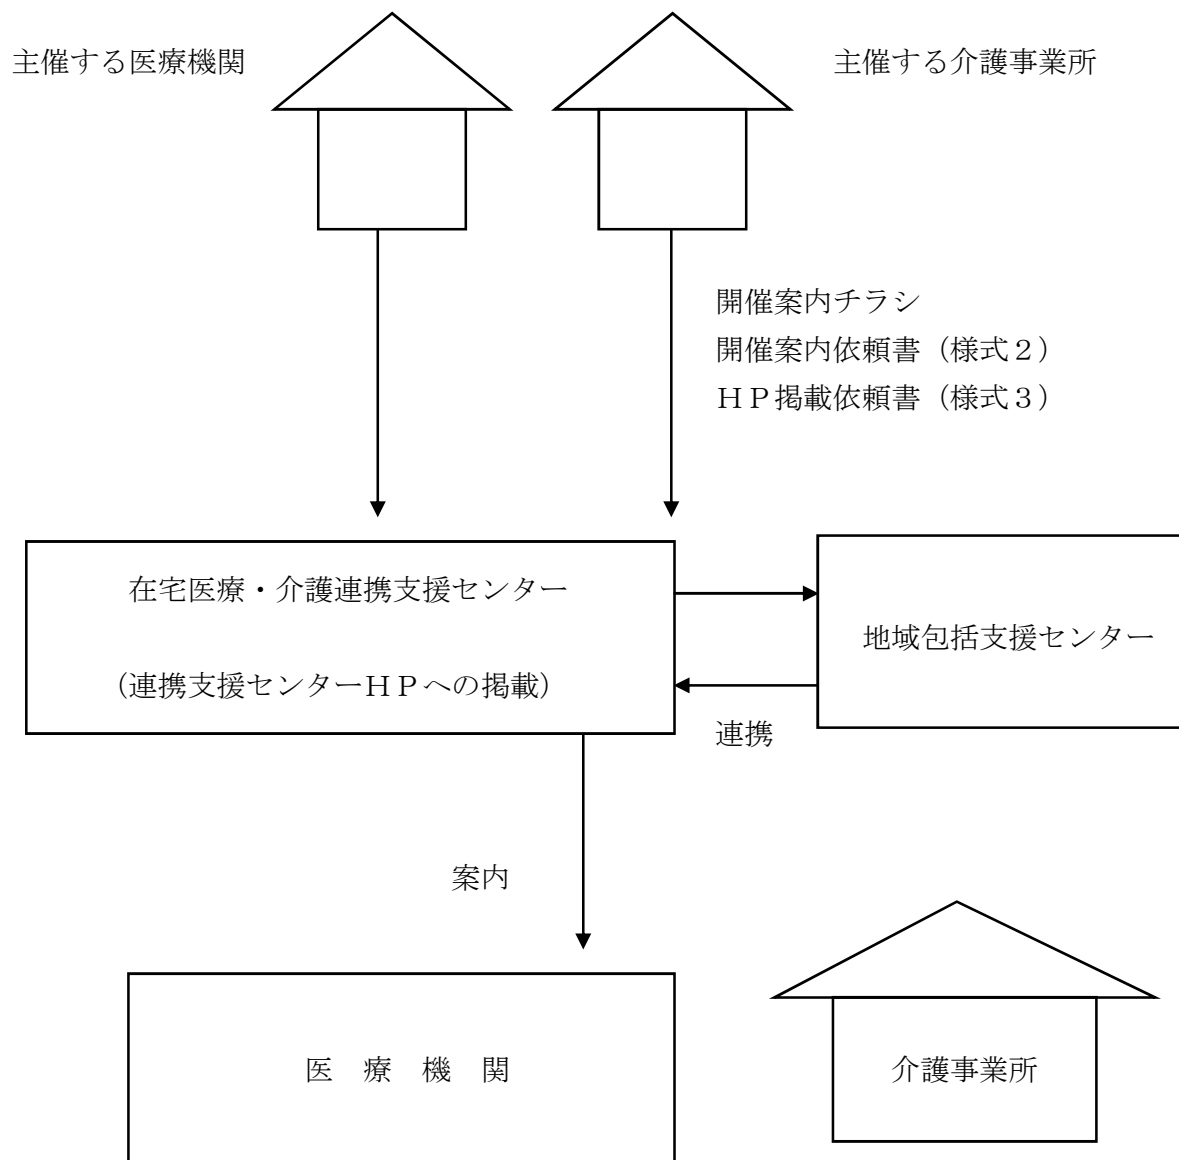 主催する医療機関
主催する介護事業所
開催案内チラシ
開催案内依頼書（様式２）
ＨＰ掲載依頼書（様式３）
在宅医療・介護連携支援センター
（連携支援センターＨＰへの掲載）
地域包括支援センター
連携
案内
医　療　機　関
介護事業所